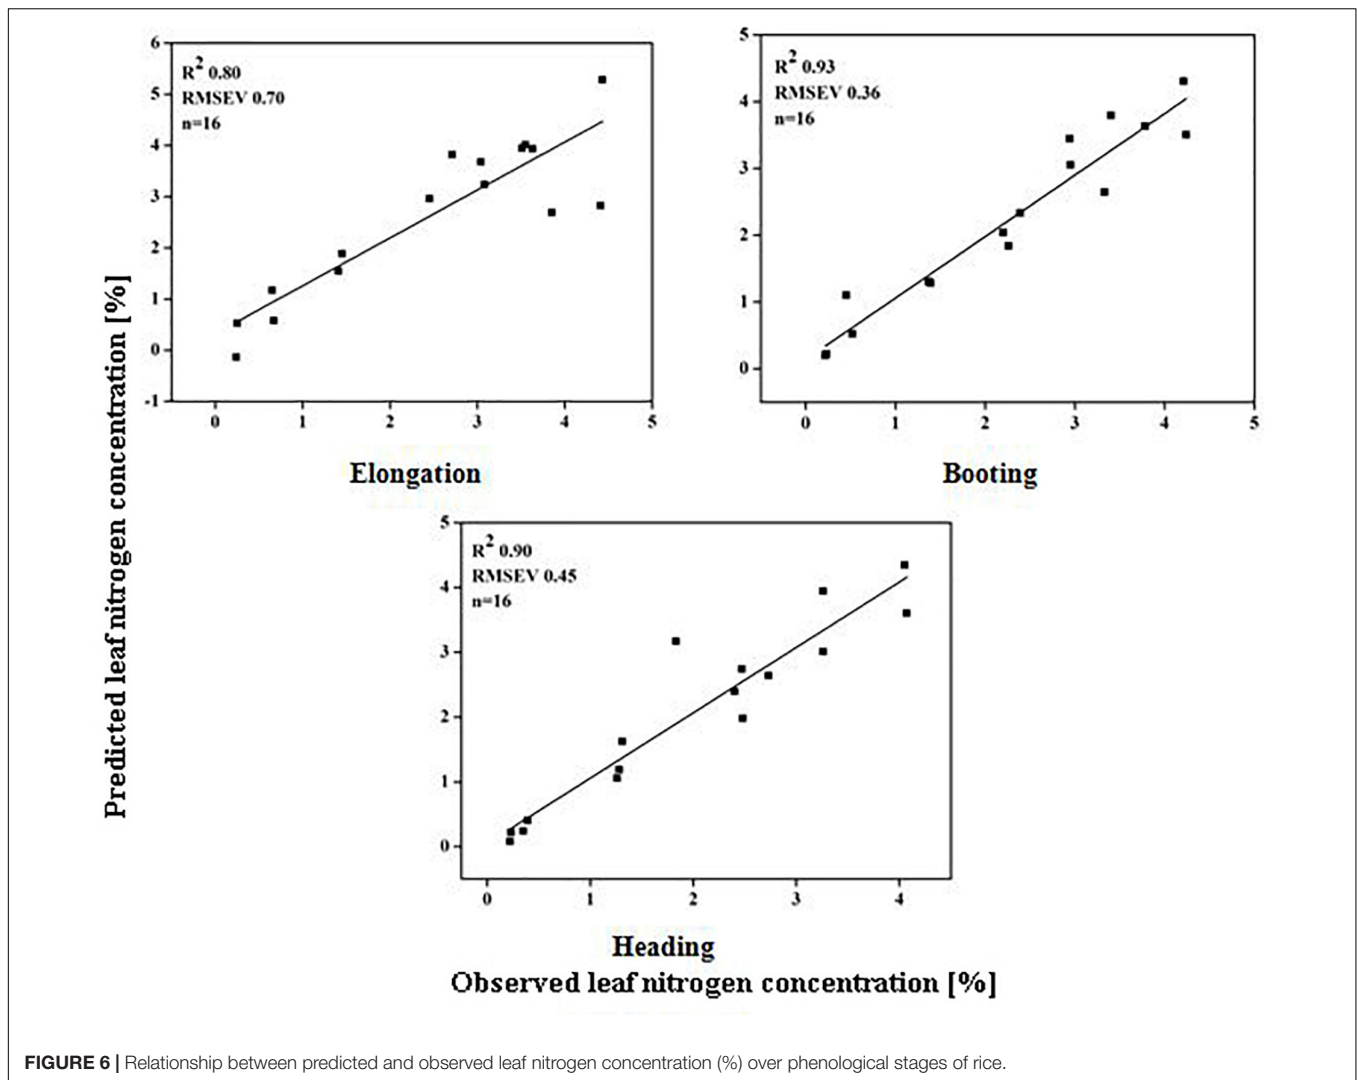 R2 0.80
RMSEV 0.70
n=16
6
5
4
3
2
1
0
-1
0 1 2 3 4 5
Elongation
R2 0.93
RMSEV 0.36
n=16
5
4
3
2
1
0
0 1 2 3 4 5
Booting
Predicted leaf nitrogen concentration [%]
R2 0.90
RMSEV 0.45
n=16
5
4
3
2
1
0
0 1 2 3 4
Heading
Observed leaf nitrogen concentration [%]
FIGURE 6 | Relationship between predicted and observed leaf nitrogen concentration (%) over phenological stages of rice.